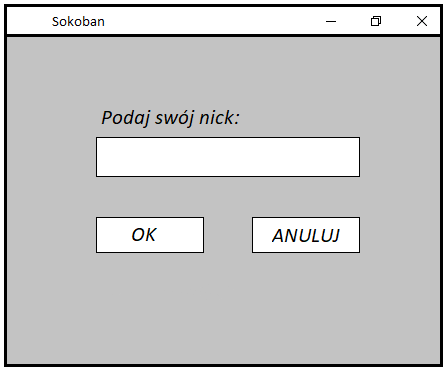 Sokoban
Podaj swój nick:
OK
ANULUJ